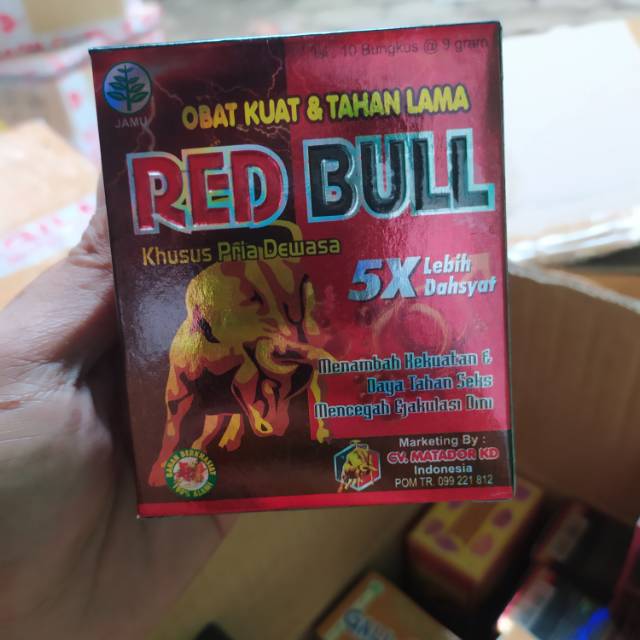 Isi : 10 Bungkus @ 9 gram
JAMU
OBAT KUAT & TAHAN LAMA
RED BULL
Khusus Pria Dewasa
5X Lebih
Dahsyat
Menambah Kekuatan &
Daya Tahan Seks
Mencegah Ejakulasi Dini
Marketing By :
CV. MATADOR KD
Indonesia
POM TR. 099 221 812